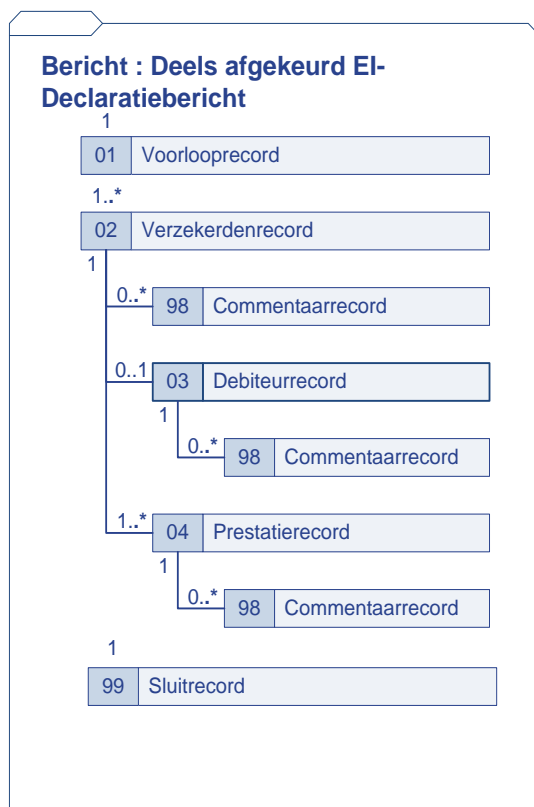 Bericht : Deels afgekeurd EI-
Declaratiebericht
1
01 Voorlooprecord
1..*
02 Verzekerdenrecord
1
0..* 98 Commentaarrecord
0..1 03 Debiteurrecord
1
0..* 98 Commentaarrecord
1..* 04 Prestatierecord
1
0..* 98 Commentaarrecord
1
99 Sluitrecord